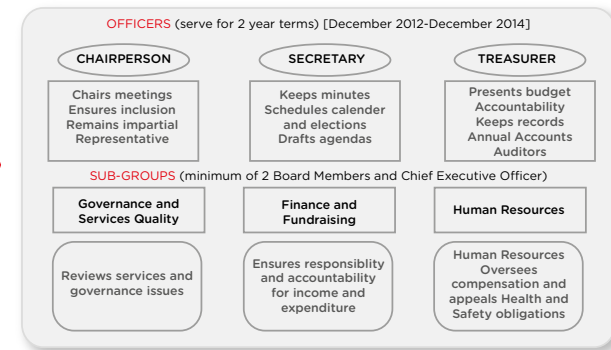 OFFICERS (serve for 2 year terms) [December 2012-December 2014]
CHAIRPERSON
SECRETARY
TREASURER
Chairs meetings
Ensures inclusion
Remains impartial
Representative
Keeps minutes
Schedules calender
and elections
Drafts agendas
Presents budget
Accountability
Keeps records
Annual Accounts
Auditors
SUB-GROUPS (minimum of 2 Board Members and Chief Executive Officer)
Governance and
Services Quality
Finance and
Fundraising
Human Resources
Reviews services and
governance issues
Ensures responsiblity
and accountability
for income and
expenditure
Human Resources
Oversees
compensation and
appeals Health and
Safety obligations